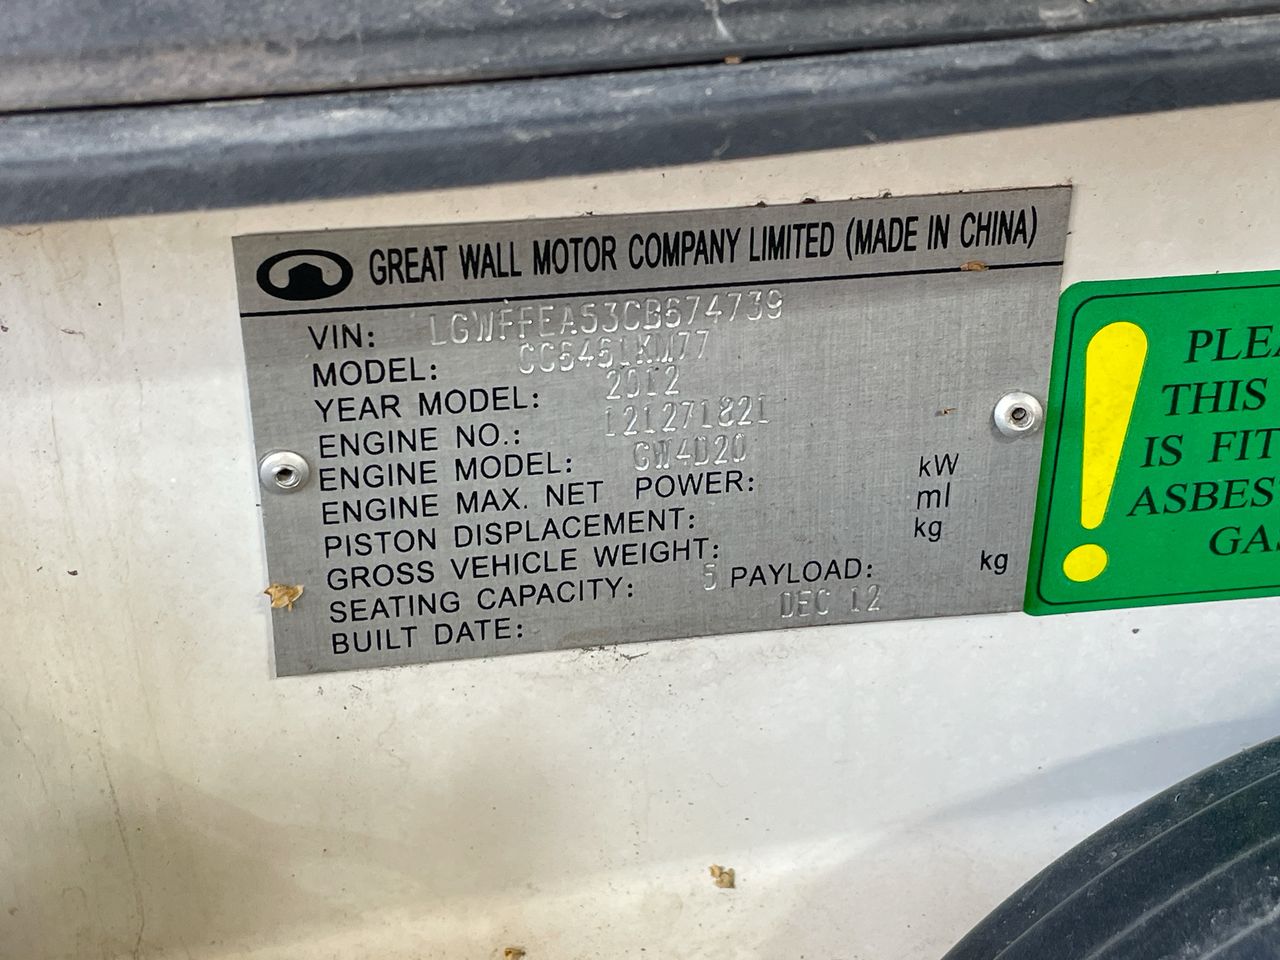 GREAT WALL MOTOR COMPANY LIMITED (MADE IN CHINA)
VIN: LGWFFEA53CB674739
MODEL: CC6461KM77
YEAR MODEL: 2012
ENGINE NO.: 121271821
ENGINE MODEL: GW4D20
ENGINE MAX. NET POWER: kW
PISTON DISPLACEMENT: ml
GROSS VEHICLE WEIGHT: kg
SEATING CAPACITY: 5 PAYLOAD: kg
BUILT DATE: DEC 12
PLEA
THIS
IS FIT
ASBES
GAS